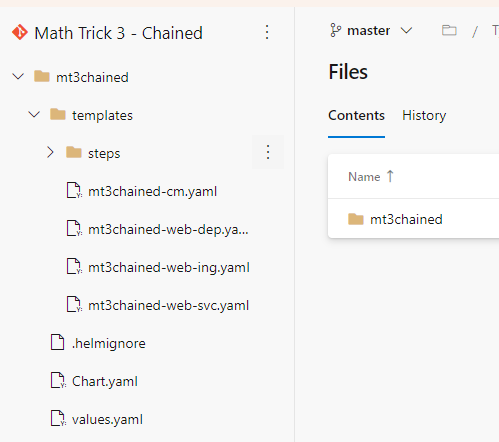 Math Trick 3 - Chained
mt3chained
templates
steps
mt3chained-cm.yaml
mt3chained-web-dep.ya...
mt3chained-web-ing.yaml
mt3chained-web-svc.yaml
.helmignore
Chart.yaml
values.yaml
master
/ T
Files
Contents History
Name ↑
mt3chained